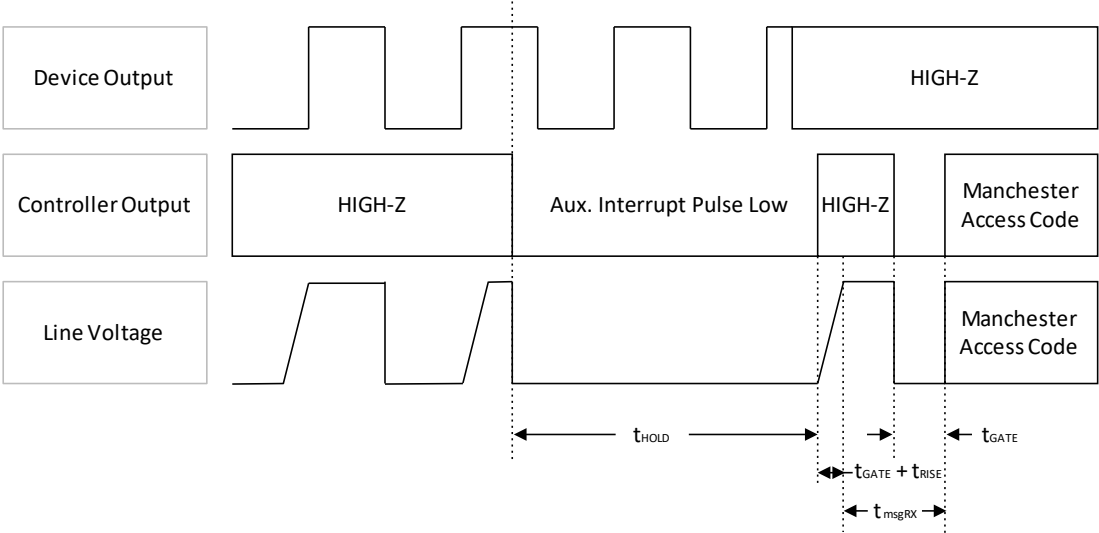 Device Output
HIGH-Z
Controller Output
HIGH-Z
Aux. Interrupt Pulse Low
HIGH-Z
Manchester
Access Code
Line Voltage
Manchester
Access Code
tHOLD
tGATE
tGATE + tRISE
tmsgRX